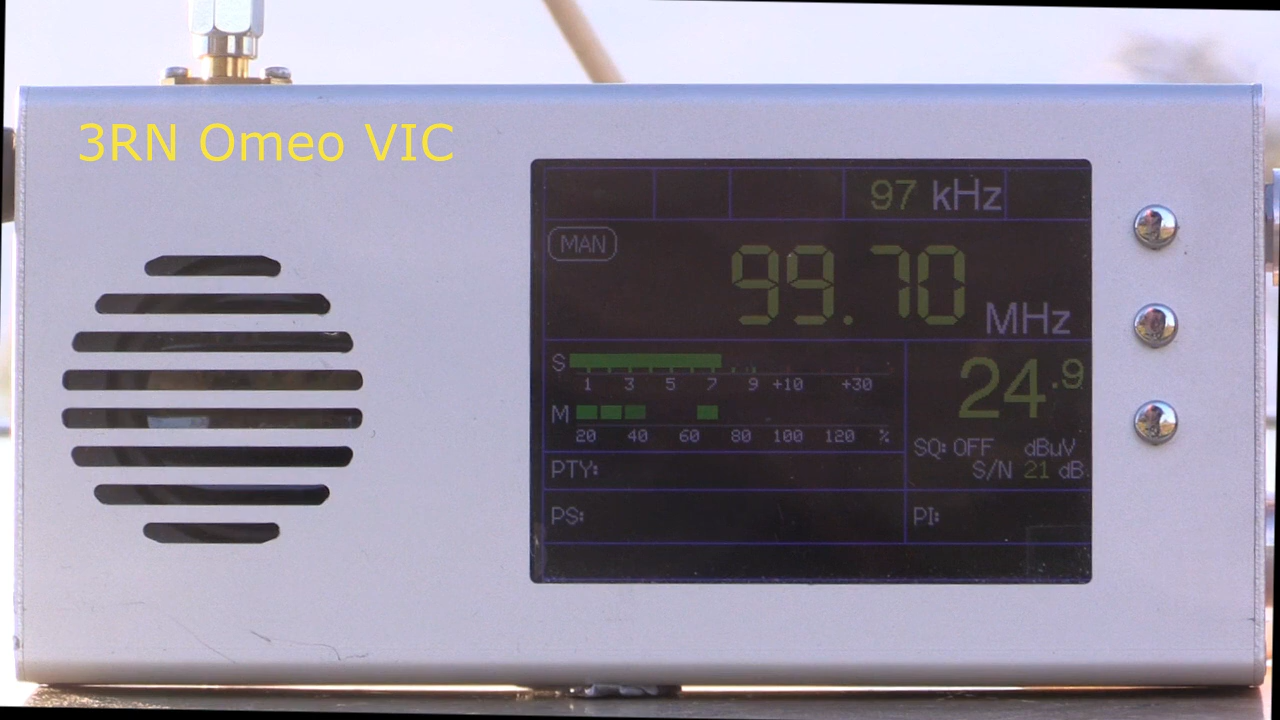 3RN Omeo VIC
97 kHz
MAN
99.70 MHz
S
1 3 5 7 9 +10 +30
M
20 40 60 80 100 120 %
24.9
SQ: OFF dBuV
S/N 21 dB
PTY:
PS:
PI: